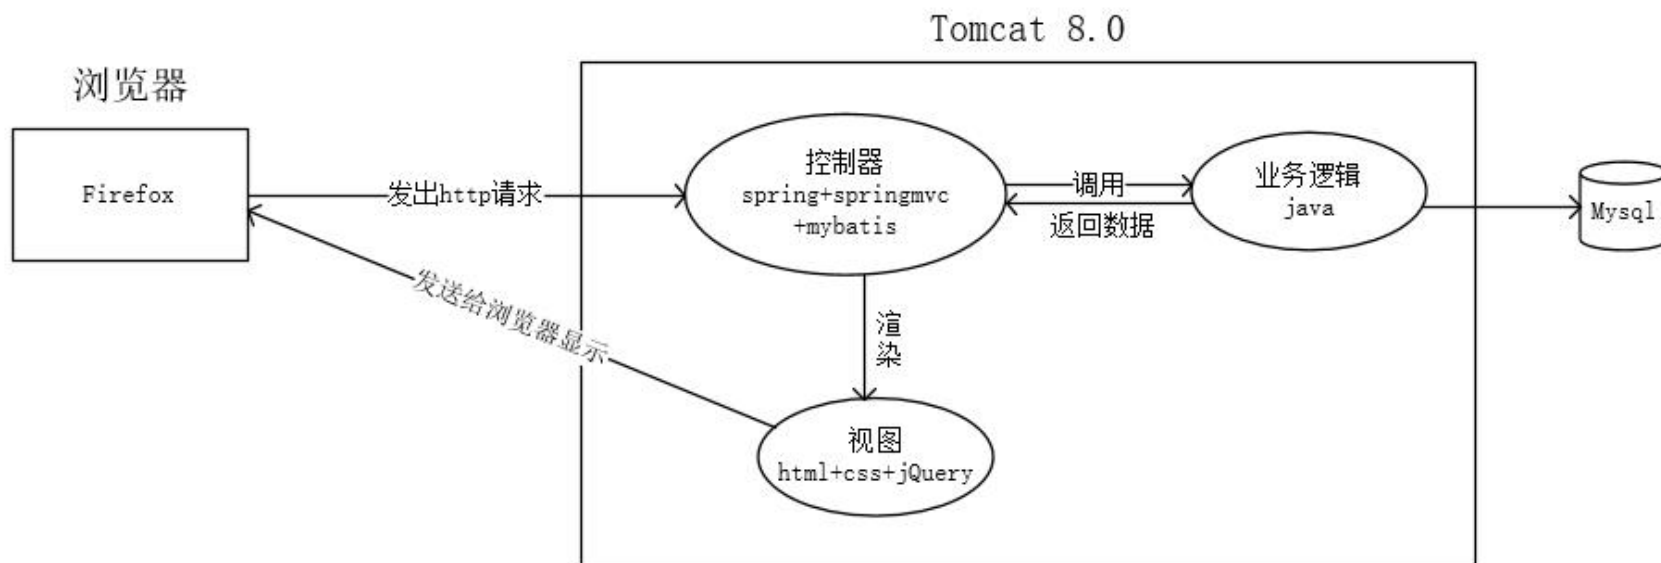 Tomcat 8.0
浏览器
Firefox
发出http请求
控制器
spring+springmvc
+mybatis
调用
返回数据
业务逻辑
java
Mysql
发送给浏览器显示
渲
染
视图
html+css+jQuery